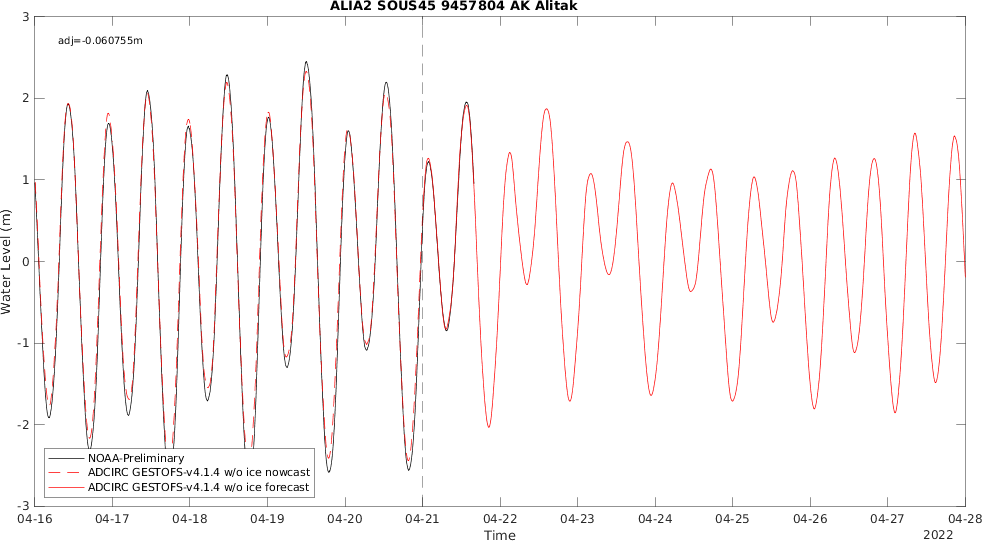 ALIA2 SOUS45 9457804 AK Alitak
adj=-0.060755m
3
2
1
0
-1
-2
-3
Water Level (m)
NOAA-Preliminary
ADCIRC GESTOFS-v4.1.4 w/o ice nowcast
ADCIRC GESTOFS-v4.1.4 w/o ice forecast
04-16 04-17 04-18 04-19 04-20 04-21 04-22 04-23 04-24 04-25 04-26 04-27 04-28
Time
2022